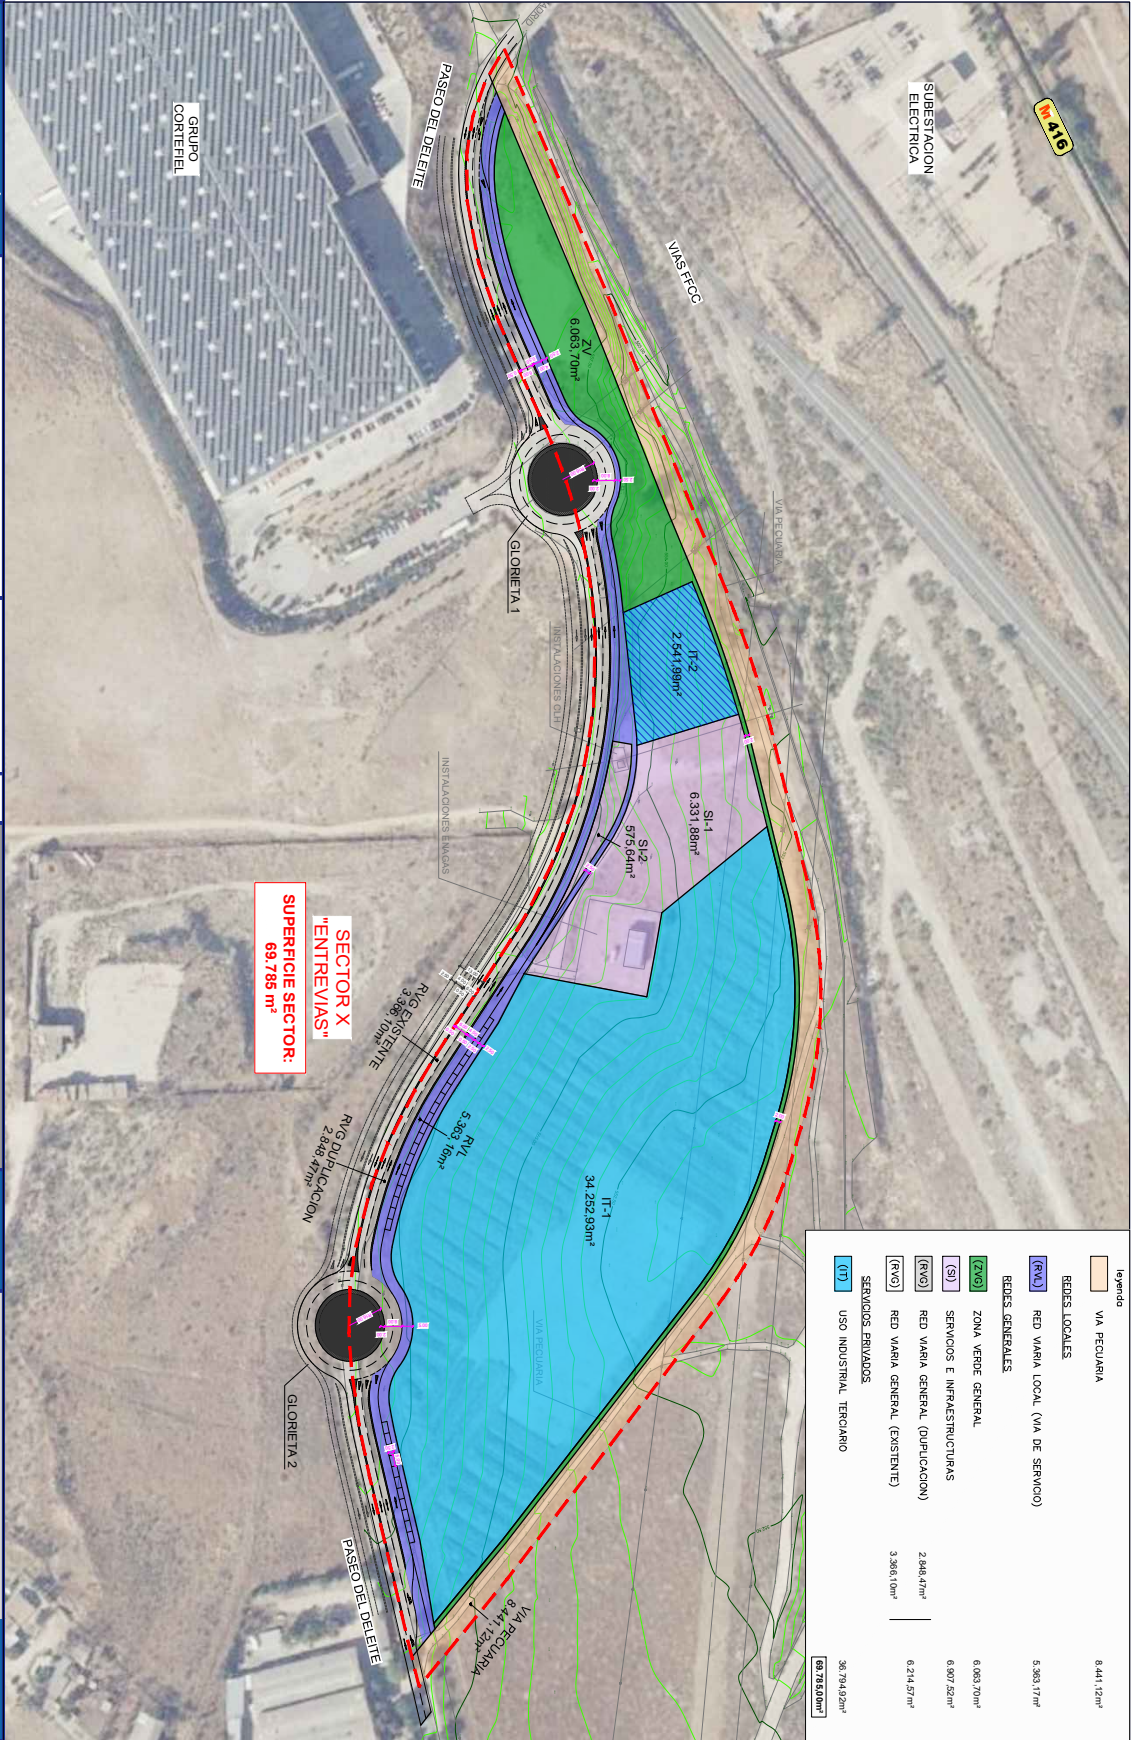 M 416
SUBESTACION
ELECTRICA
MADRID
PASEO DEL DELEITE
GRUPO
CORTEFIEL
VIAS FFCC
ZV
6.063,70m²
VIA PECUARIA
GLORIETA 1
INSTALACIONES CLH
IT-2
2.541,99m²
SI-1
6.331,88m²
SI-2
575,64m²
INSTALACIONES ENAGAS
SECTOR X
"ENTREVIAS"
SUPERFICIE SECTOR:
69.785 m²
RVG EXISTENTE
3.366,10m²
RVL
5.363,16m²
RVG DUPLICACION
2.848,47m²
IT-1
34.252,93m²
VIA PECUARIA
GLORIETA 2
PASEO DEL DELEITE
VIA PECUARIA
8.441,12m²
leyenda
VIA PECUARIA 8.441,12m²
REDES LOCALES
(RVL) RED VIARIA LOCAL (VIA DE SERVICIO) 5.363,17m²
REDES GENERALES
(ZVG) ZONA VERDE GENERAL 6.063,70m²
(SI) SERVICIOS E INFRAESTRUCTURAS 6.907,52m²
(RVG) RED VIARIA GENERAL (DUPLICACION) 2.848,47m²
6.214,57m²
(RVG) RED VIARIA GENERAL (EXISTENTE) 3.366,10m²
SERVICIOS PRIVADOS
(IT) USO INDUSTRIAL TERCIARIO 36.794,92m²
69.785,00m²